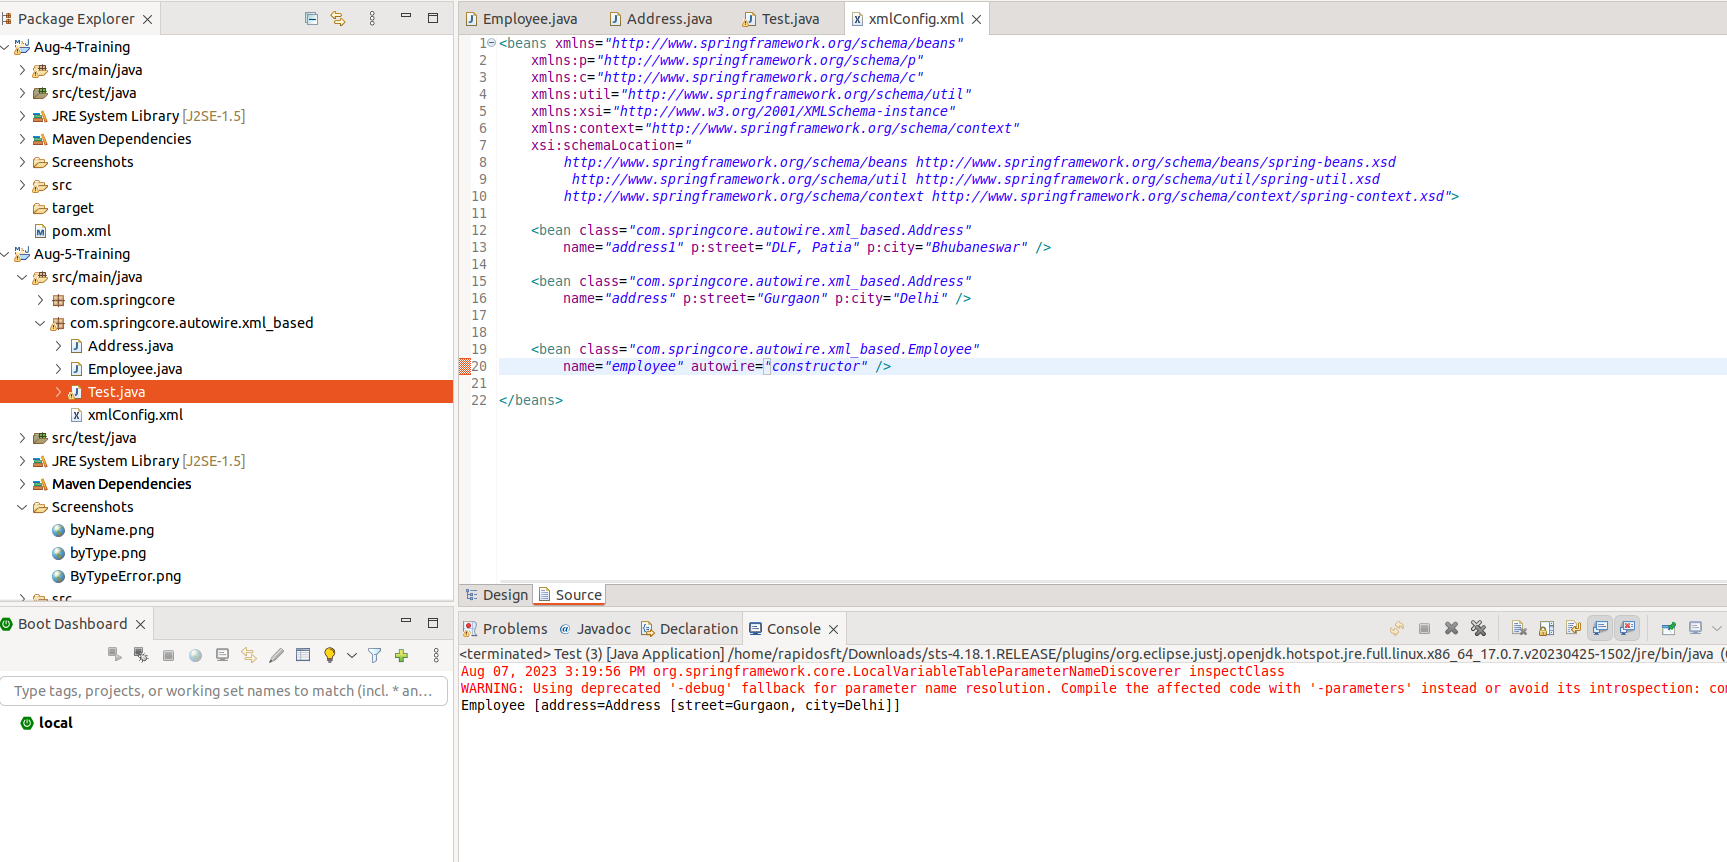 Package Explorer
Aug-4-Training
src/main/java
src/test/java
JRE System Library [J2SE-1.5]
Maven Dependencies
Screenshots
src
target
pom.xml
Aug-5-Training
src/main/java
com.springcore
com.springcore.autowire.xml_based
Address.java
Employee.java
Test.java
xmlConfig.xml
src/test/java
JRE System Library [J2SE-1.5]
Maven Dependencies
Screenshots
byName.png
byType.png
ByTypeError.png
src
Boot Dashboard
Type tags, projects, or working set names to match (incl. * an...
local
Employee.java Address.java Test.java xmlConfig.xml
1 <beans xmlns="http://www.springframework.org/schema/beans"
2 xmlns:p="http://www.springframework.org/schema/p"
3 xmlns:c="http://www.springframework.org/schema/c"
4 xmlns:util="http://www.springframework.org/schema/util"
5 xmlns:xsi="http://www.w3.org/2001/XMLSchema-instance"
6 xmlns:context="http://www.springframework.org/schema/context"
7 xsi:schemaLocation="
8 http://www.springframework.org/schema/beans http://www.springframework.org/schema/beans/spring-beans.xsd
9 http://www.springframework.org/schema/util http://www.springframework.org/schema/util/spring-util.xsd
10 http://www.springframework.org/schema/context http://www.springframework.org/schema/context/spring-context.xsd">
11
12 <bean class="com.springcore.autowire.xml_based.Address"
13 name="address1" p:street="DLF, Patia" p:city="Bhubaneswar" />
14
15 <bean class="com.springcore.autowire.xml_based.Address"
16 name="address" p:street="Gurgaon" p:city="Delhi" />
17
18
19 <bean class="com.springcore.autowire.xml_based.Employee"
20 name="employee" autowire="constructor" />
21
22 </beans>
Design Source
Problems Javadoc Declaration Console
<terminated> Test (3) [Java Application] /home/rapidosft/Downloads/sts-4.18.1.RELEASE/plugins/org.eclipse.justj.openjdk.hotspot.jre.full.linux.x86_64_17.0.7.v20230425-1502/jre/bin/java (
Aug 07, 2023 3:19:56 PM org.springframework.core.LocalVariableTableParameterNameDiscoverer inspectClass
WARNING: Using deprecated '-debug' fallback for parameter name resolution. Compile the affected code with '-parameters' instead or avoid its introspection: co
Employee [address=Address [street=Gurgaon, city=Delhi]]